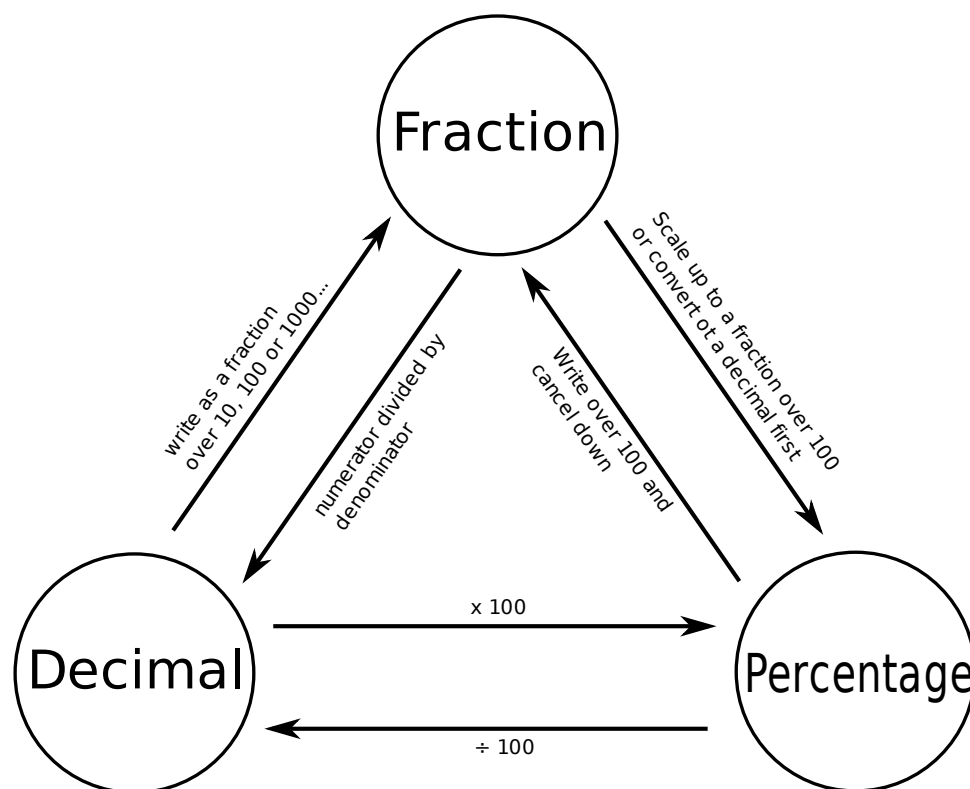 Fraction
write as a fraction
over 10, 100 or 1000...
numerator divided by
denominator
Write over 100 and
cancel down
Scale up to a fraction over 100
or convert ot a decimal first
Decimal
x 100
÷ 100
Percentage